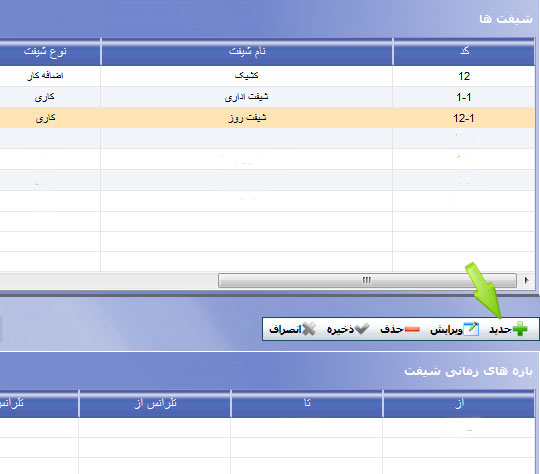 شیفت ها
کد نام شیفت نوع شیفت
12 کشیک اضافه کار
1-1 شیفت اداری کاری
12-1 شیفت روز کاری
جدید ویرایش حذف ذخیره انصراف
بازه های زمانی شیفت
از تا تلرانس از تلرانس